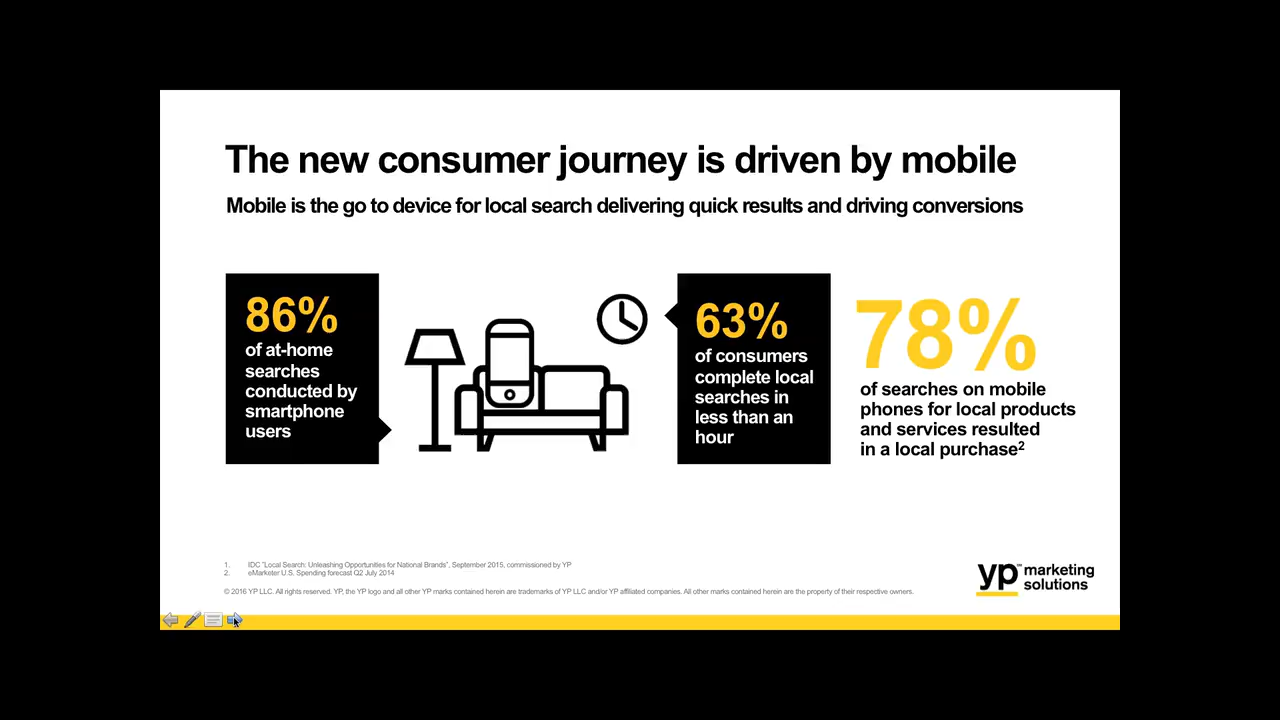 The new consumer journey is driven by mobile
Mobile is the go to device for local search delivering quick results and driving conversions
86%
of at-home
searches
conducted by
smartphone
users
63%
of consumers
complete local
searches in
less than an
hour
78%
of searches on mobile
phones for local products
and services resulted
in a local purchase²
1. IDC "Local Search: Unleashing Opportunities for National Brands", September 2015, commissioned by YP
2. eMarketer U.S. Spending forecast Q2 July 2014
© 2016 YP LLC. All rights reserved. YP, the YP logo and all other YP marks contained herein are trademarks of YP LLC and/or YP affiliated companies. All other marks contained herein are the property of their respective owners.
yp℠ marketing
solutions